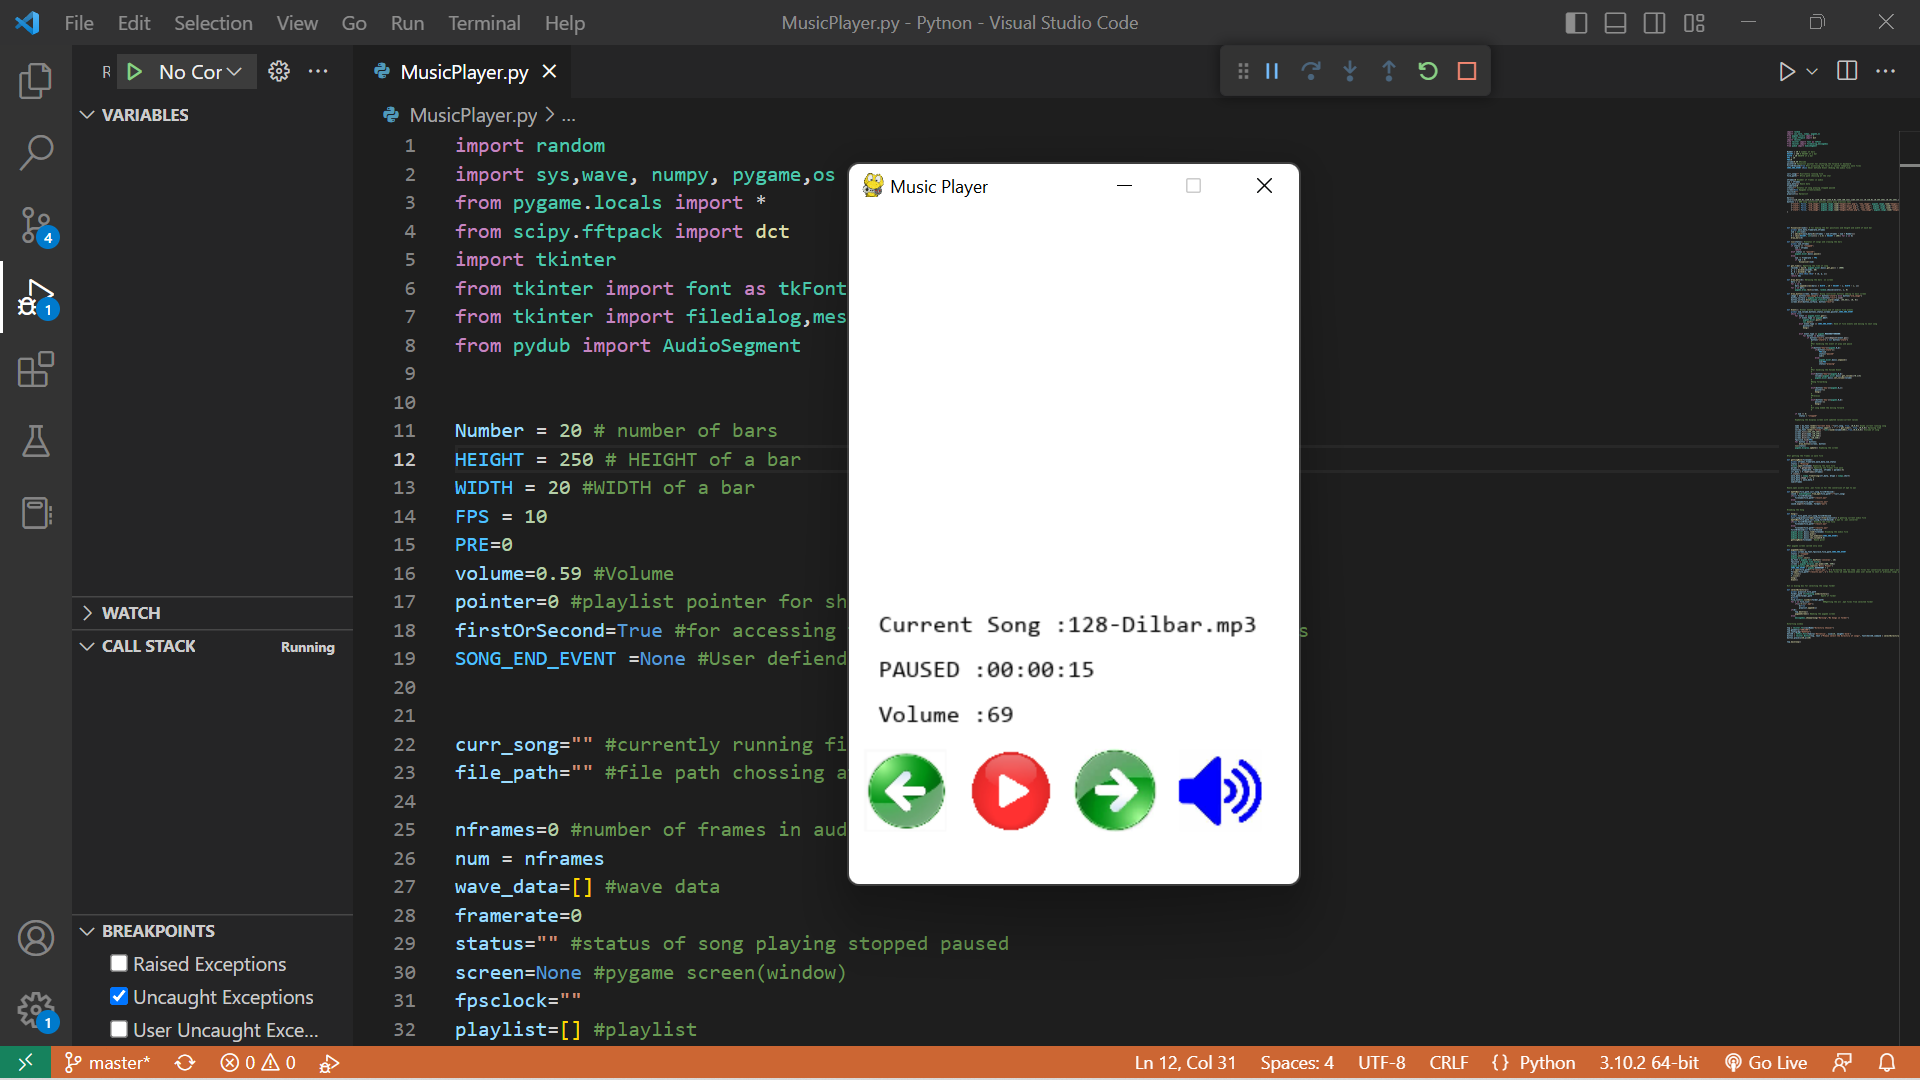 File Edit Selection View Go Run Terminal Help
MusicPlayer.py - Pytnon - Visual Studio Code
R No Cor
VARIABLES
WATCH
CALL STACK Running
BREAKPOINTS
Raised Exceptions
Uncaught Exceptions
User Uncaught Exce...
4
1
1
MusicPlayer.py
MusicPlayer.py > ...
1 import random
2 import sys,wave, numpy, pygame,os
3 from pygame.locals import *
4 from scipy.fftpack import dct
5 import tkinter
6 from tkinter import font as tkFont
7 from tkinter import filedialog,mes
8 from pydub import AudioSegment
9
10
11 Number = 20 # number of bars
12 HEIGHT = 250 # HEIGHT of a bar
13 WIDTH = 20 #WIDTH of a bar
14 FPS = 10
15 PRE=0
16 volume=0.59 #Volume
17 pointer=0 #playlist pointer for sh
18 firstOrSecond=True #for accessing s
19 SONG_END_EVENT =None #User defiend
20
21
22 curr_song="" #currently running fi
23 file_path="" #file path chossing a
24
25 nframes=0 #number of frames in aud
26 num = nframes
27 wave_data=[] #wave data
28 framerate=0
29 status="" #status of song playing stopped paused
30 screen=None #pygame screen(window)
31 fpsclock=""
32 playlist=[] #playlist
Music Player
Current Song :128-Dilbar.mp3
PAUSED :00:00:15
Volume :69
master* 0 0 Ln 12, Col 31 Spaces: 4 UTF-8 CRLF {} Python 3.10.2 64-bit Go Live